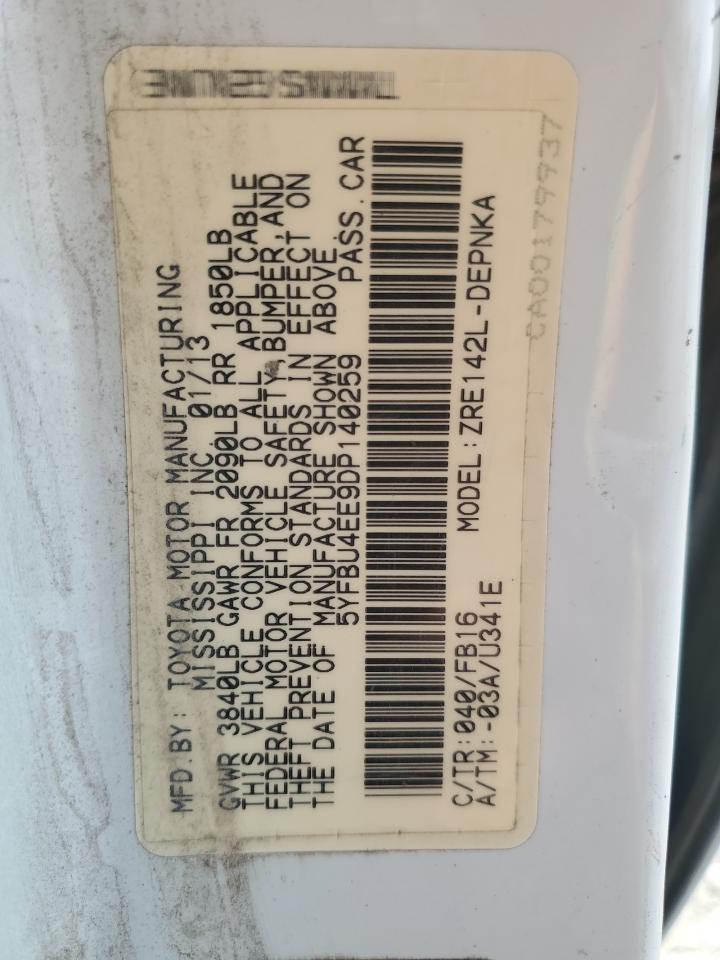 MFD.BY: TOYOTA MOTOR MANUFACTURING
MISSISSIPPI INC. 01/13
GVWR 3840LB GAWR FR 2090LB RR 1850LB
THIS VEHICLE CONFORMS TO ALL APPLICABLE
FEDERAL MOTOR VEHICLE SAFETY,BUMPER,AND
THEFT PREVENTION STANDARDS IN EFFECT ON
THE DATE OF MANUFACTURE SHOWN ABOVE.
5YFBU4EE9DP140259 PASS.CAR
C/TR:040/FB16 MODEL:ZRE142L-DEPNKA
A/TM:-03A/U341E
CA00179937